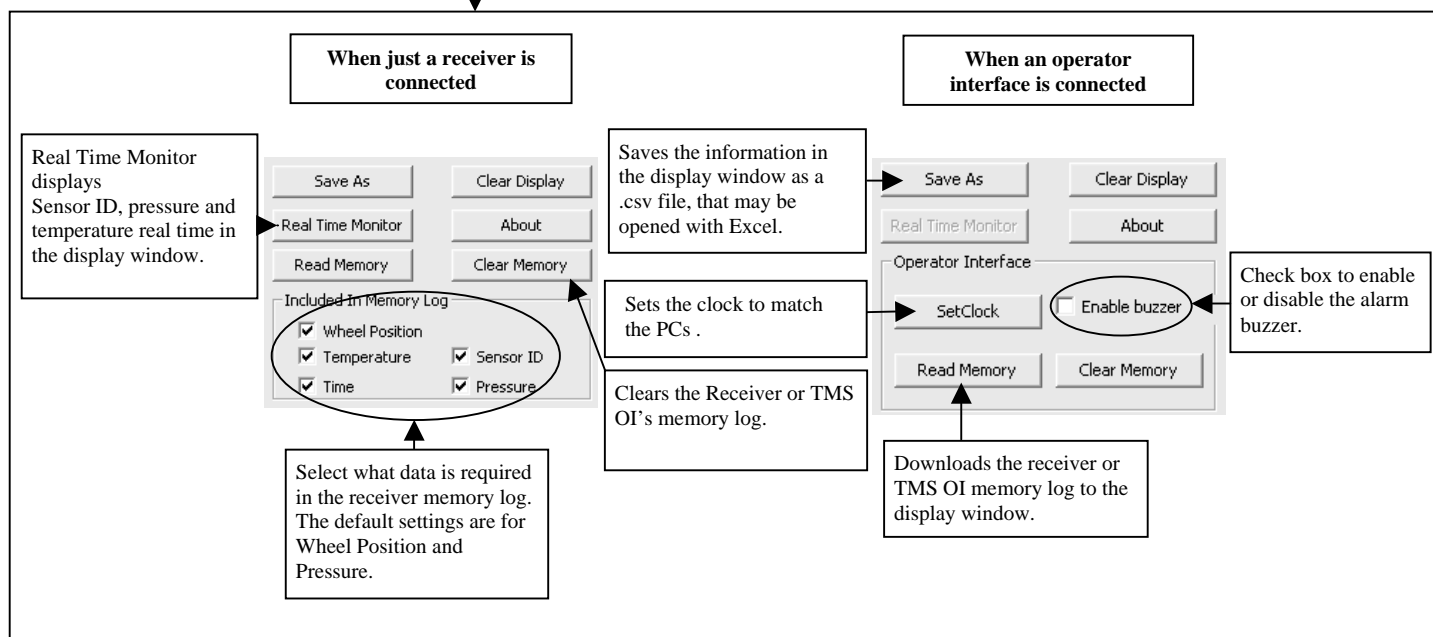 When just a receiver is
connected
When an operator
interface is connected
Real Time Monitor
displays
Sensor ID, pressure and
temperature real time in
the display window.
Save As
Clear Display
Real Time Monitor
About
Read Memory
Clear Memory
Included In Memory Log
Wheel Position
Temperature
Sensor ID
Time
Pressure
Select what data is required
in the receiver memory log.
The default settings are for
Wheel Position and
Pressure.
Saves the information in
the display window as a
.csv file, that may be
opened with Excel.
Sets the clock to match
the PCs .
Clears the Receiver or TMS
OI’s memory log.
Save As
Clear Display
Real Time Monitor
About
Operator Interface
SetClock
Enable buzzer
Read Memory
Clear Memory
Check box to enable
or disable the alarm
buzzer.
Downloads the receiver or
TMS OI memory log to the
display window.